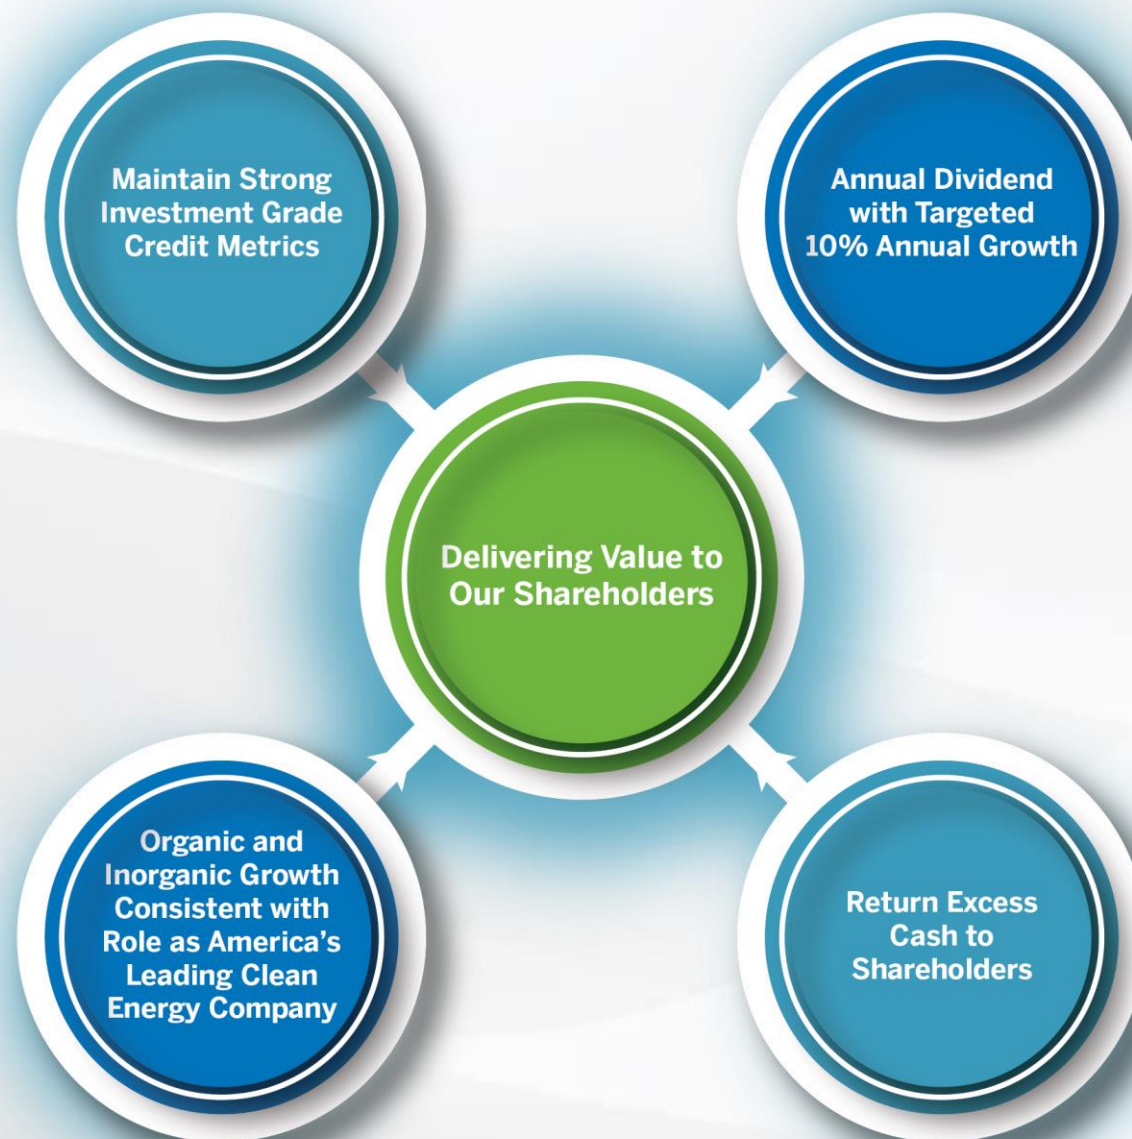 Maintain Strong
Investment Grade
Credit Metrics
Annual Dividend
with Targeted
10% Annual Growth
Delivering Value to
Our Shareholders
Organic and
Inorganic Growth
Consistent with
Role as America’s
Leading Clean
Energy Company
Return Excess
Cash to
Shareholders